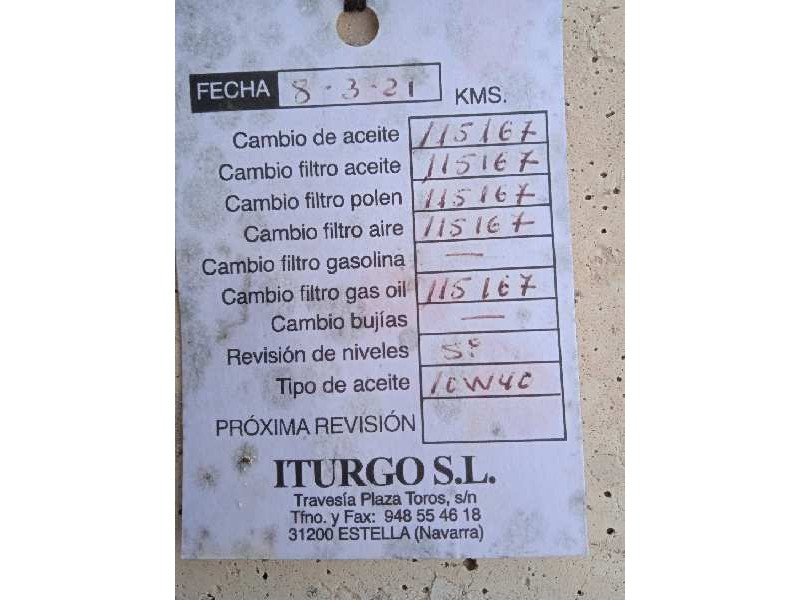 FECHA 8-3-21 KMS.
Cambio de aceite 115167
Cambio filtro aceite 115167
Cambio filtro polen 115167
Cambio filtro aire 115167
Cambio filtro gasolina —
Cambio filtro gas oil 115167
Cambio bujías —
Revisión de niveles Sí
Tipo de aceite 10W40
PRÓXIMA REVISIÓN
ITURGO S.L.
Travesía Plaza Toros, s/n
Tfno. y Fax: 948 55 46 18
31200 ESTELLA (Navarra)